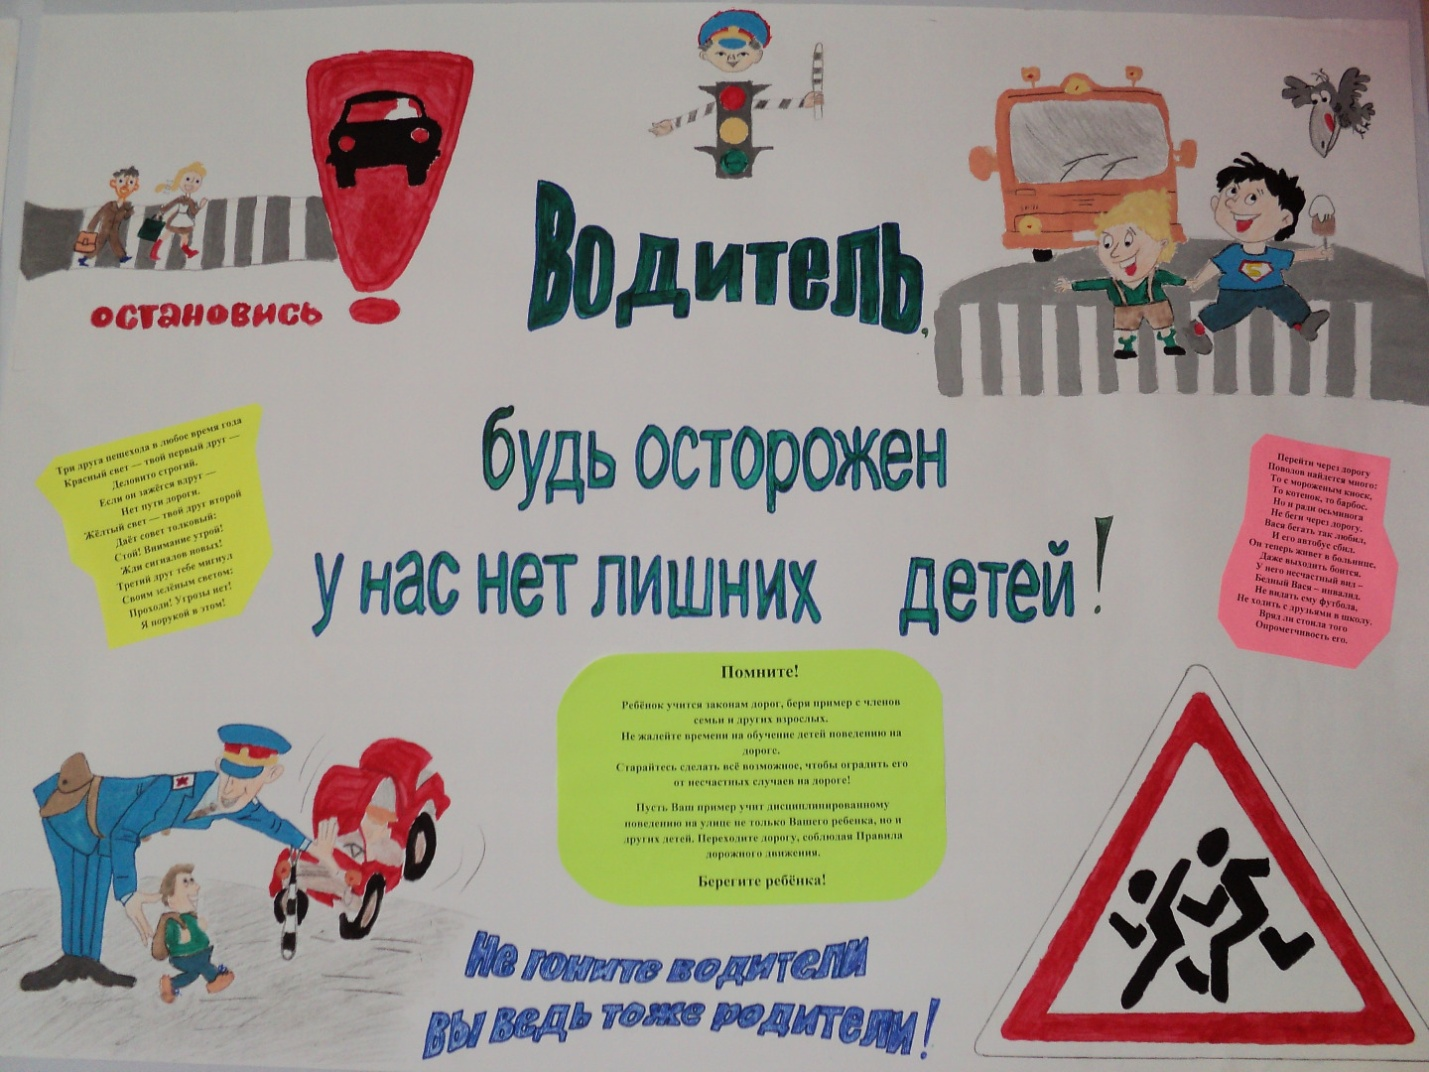 Водитель,
остановись
будь осторожен
у нас нет лишних детей!
Три друга пешехода в любое время года
Красный свет — твой первый друг —
Деловито строгий.
Если он зажётся вдруг —
Нет пути дороги.
Жёлтый свет — твой друг второй
Даёт совет толковый:
Стой! Внимание утрой!
Жди сигналов новых!
Третий друг тебе мигнул
Своим зелёным светом:
Проходи! Угрозы нет!
Я порукой в этом!
Перейти через дорогу
Поводов найдется много:
То с мороженым киоск,
То котенок, то барбос.
Но и ради осьминога
Не беги через дорогу.
Вася бегать так любил,
И его автобус сбил.
Он теперь живет в больнице,
Даже выходить боится.
У него несчастный вид –
Бедный Вася – инвалид.
Не видать ему футбола,
Не ходить с друзьями в школу.
Вряд ли стоила того
Опрометчивость его.
Помните!
Ребёнок учится законам дорог, беря пример с членов
семьи и других взрослых.
Не жалейте времени на обучение детей поведению на
дороге.
Старайтесь сделать всё возможное, чтобы оградить его
от несчастных случаев на дороге!
Пусть Ваш пример учит дисциплинированному
поведению на улице не только Вашего ребенка, но и
других детей. Переходите дорогу, соблюдая Правила
дорожного движения.
Берегите ребёнка!
Не гоните водители
вы ведь тоже родители!